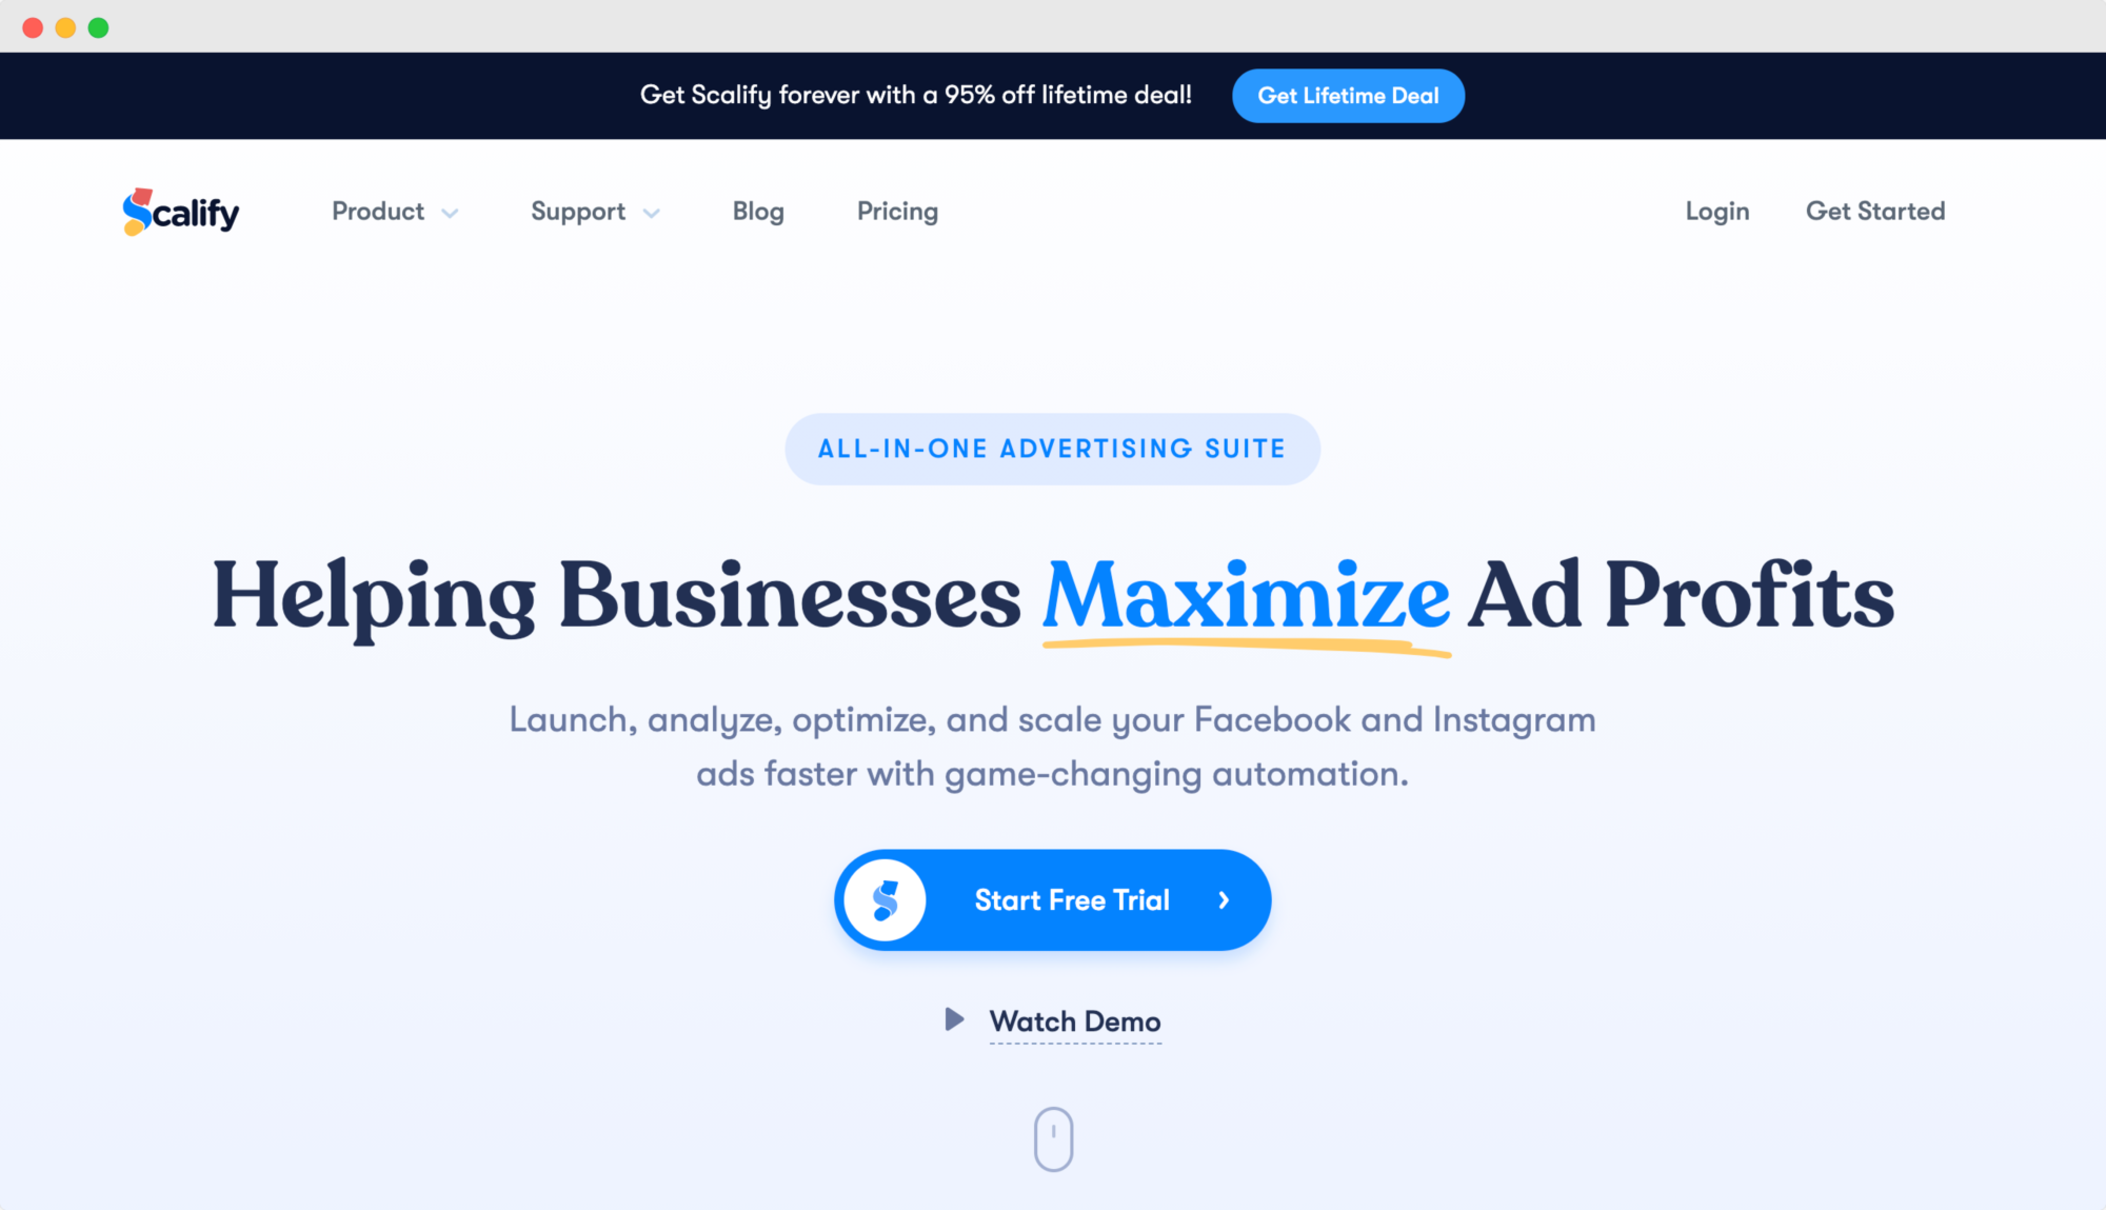 Get Scalify forever with a 95% off lifetime deal! Get Lifetime Deal
Scalify Product Support Blog Pricing Login Get Started
ALL-IN-ONE ADVERTISING SUITE
Helping Businesses Maximize Ad Profits
Launch, analyze, optimize, and scale your Facebook and Instagram
ads faster with game-changing automation.
Start Free Trial
Watch Demo